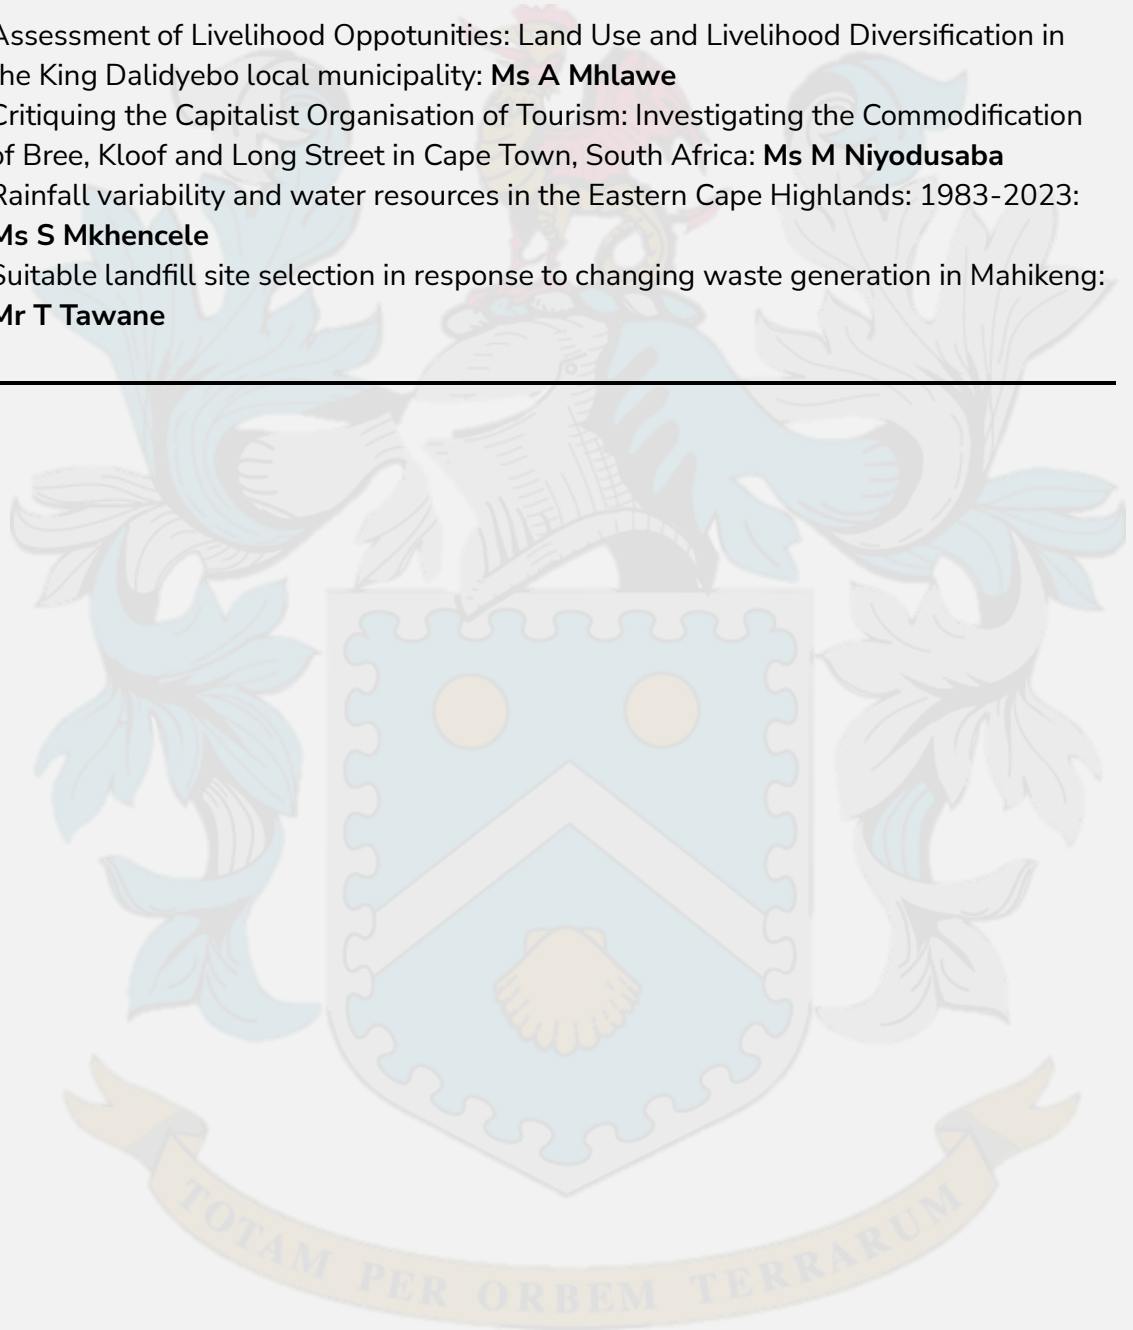 Assessment of Livelihood Oppotunities: Land Use and Livelihood Diversification in
the King Dalidyebo local municipality: Ms A Mhlawe
Critiquing the Capitalist Organisation of Tourism: Investigating the Commodification
of Bree, Kloof and Long Street in Cape Town, South Africa: Ms M Niyodusaba
Rainfall variability and water resources in the Eastern Cape Highlands: 1983-2023:
Ms S Mkhencele
Suitable landfill site selection in response to changing waste generation in Mahikeng:
Mr T Tawane
TOTAM PER ORBEM TERRARUM